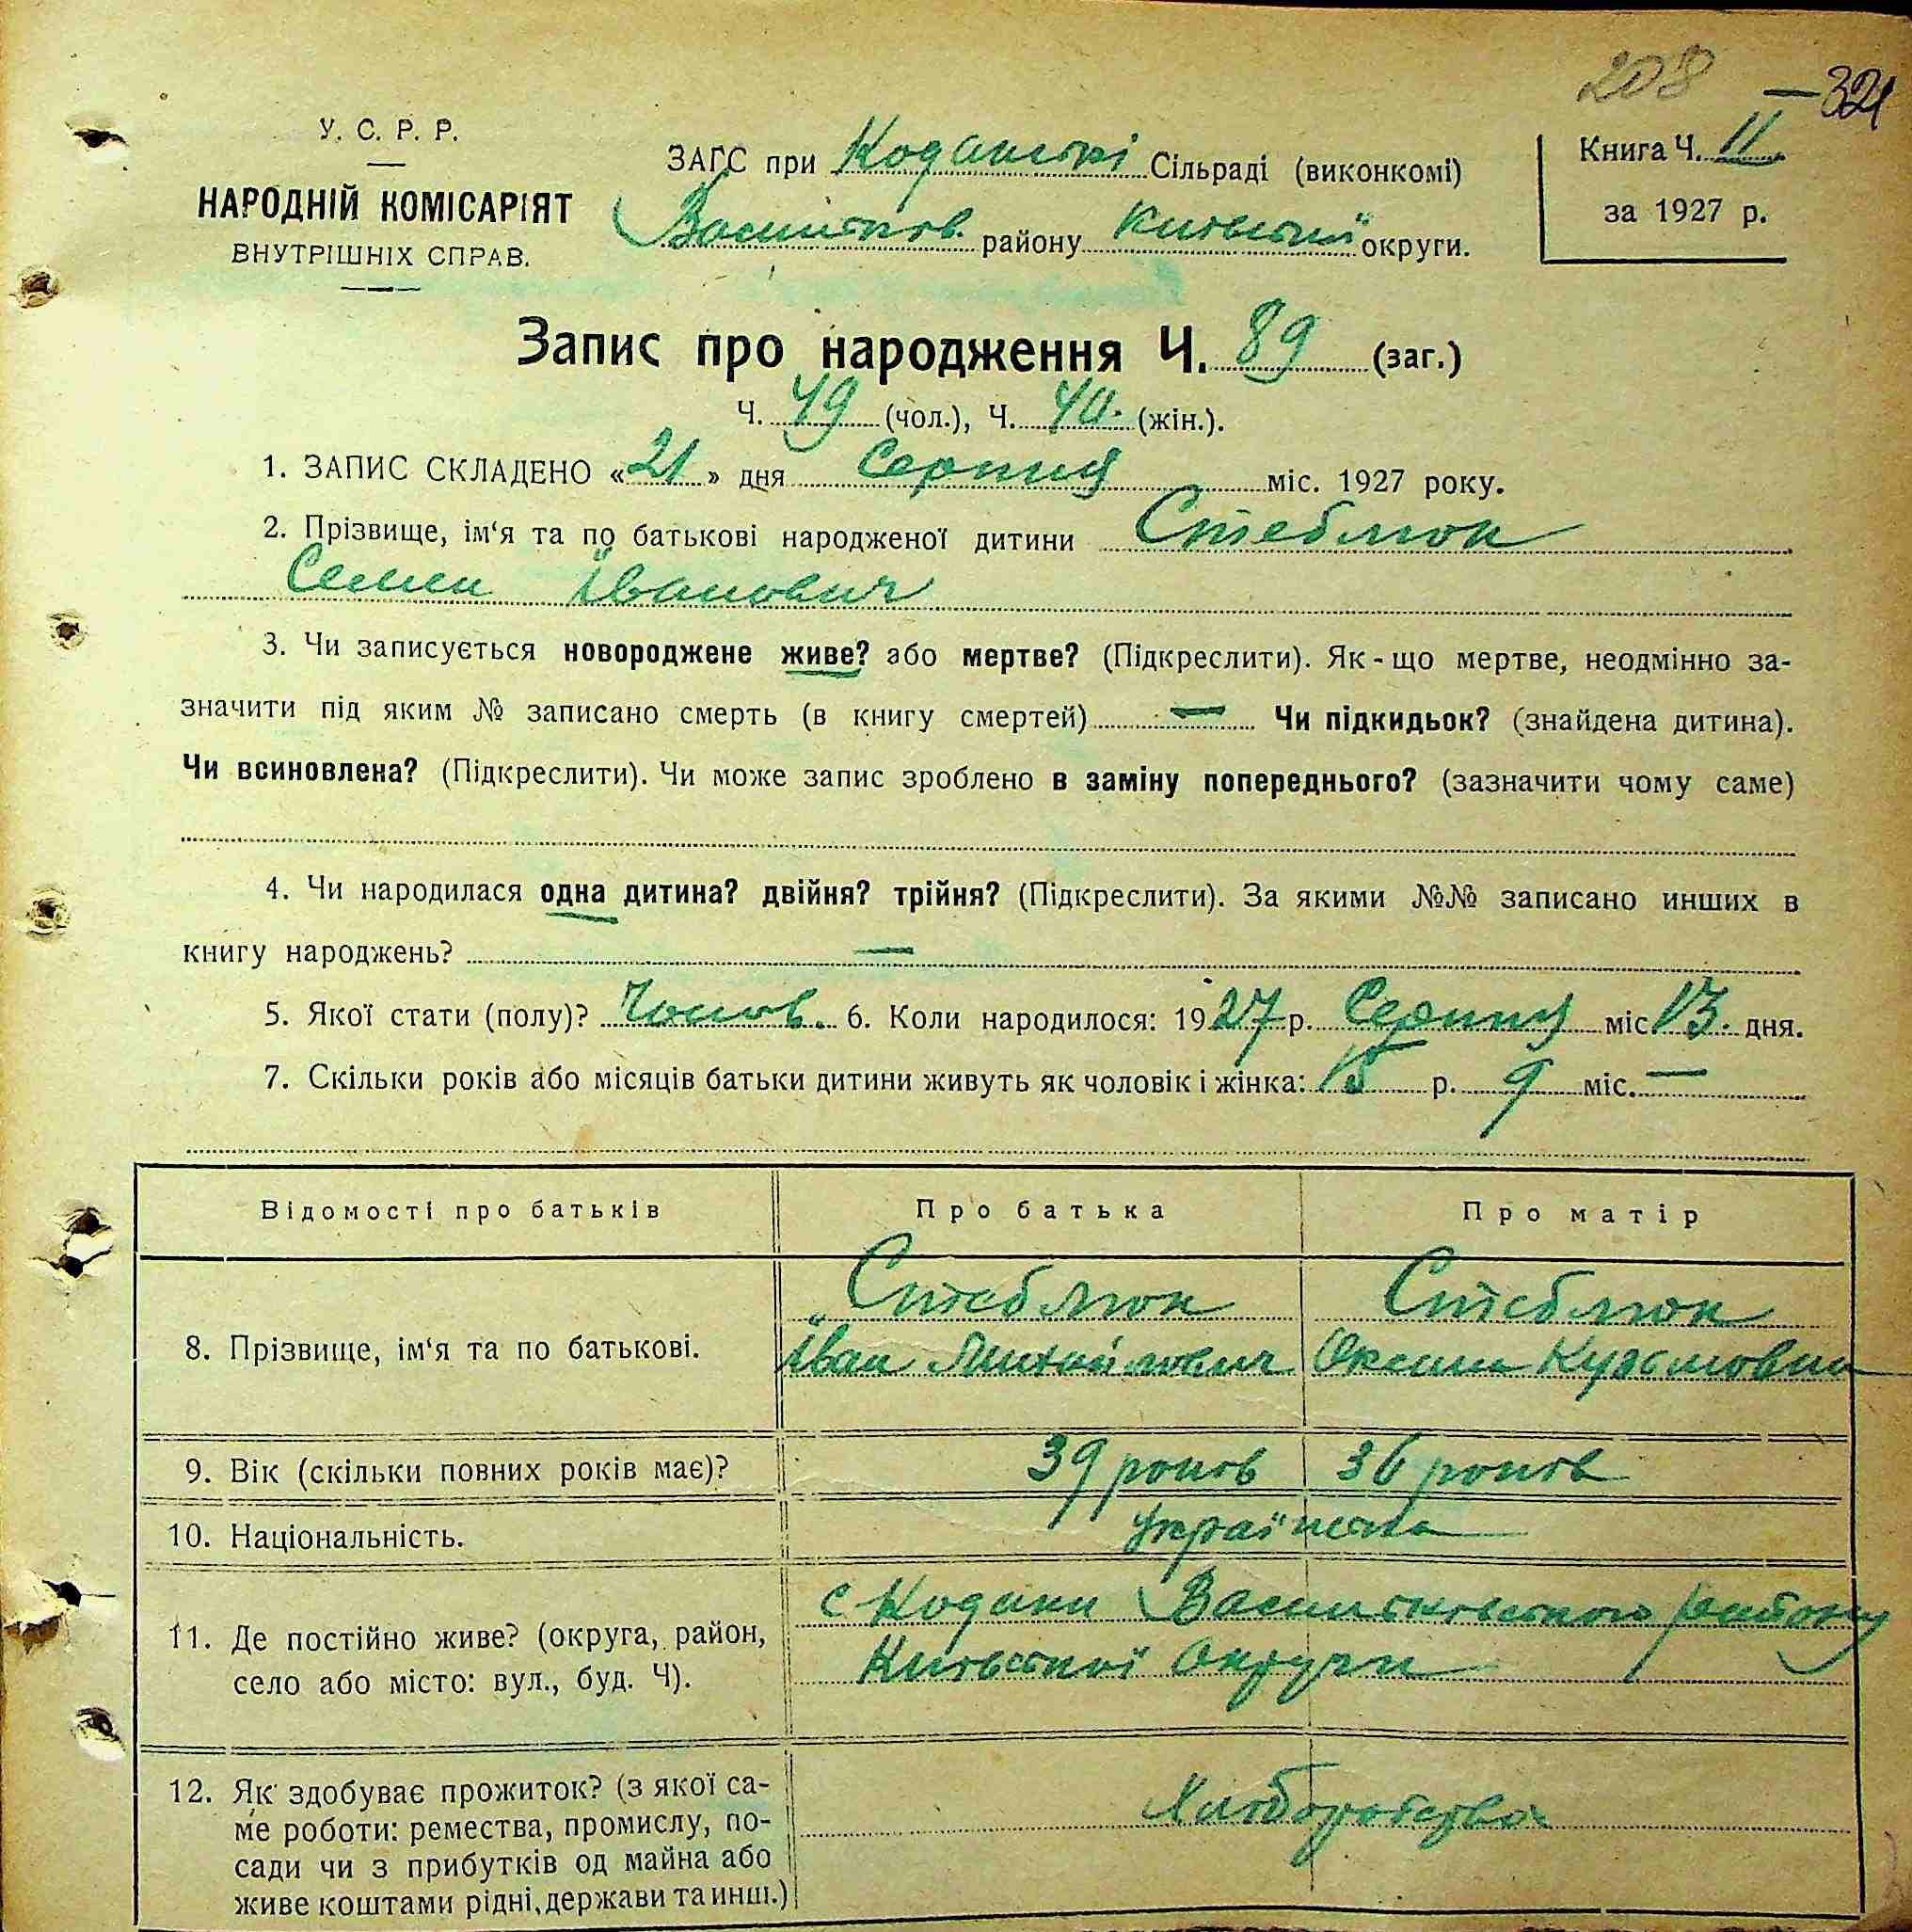 208 — 321
У. С. Р. Р.
НАРОДНІЙ КОМІСАРІЯТ
ВНУТРІШНІХ СПРАВ.
ЗАГС при Коданські Сільраді (виконкомі)
Васильков. району Київської округи.
Книга Ч. 11
за 1927 р.
Запис про народження Ч. 89 (заг.)
Ч. 49 (чол.), Ч. 40. (жін.).
1. ЗАПИС СКЛАДЕНО «21» дня Серпня міс. 1927 року.
2. Прізвище, ім‘я та по батькові народженої дитини Стеблюк
Семен Іванович
3. Чи записується новороджене живе? або мертве? (Підкреслити). Як-що мертве, неодмінно за-
значити під яким № записано смерть (в книгу смертей) — Чи підкидьок? (знайдена дитина).
Чи всиновлена? (Підкреслити). Чи може запис зроблено в заміну попереднього? (зазначити чому саме)
4. Чи народилася одна дитина? двійня? трійня? (Підкреслити). За якими №№ записано инших в
книгу народжень? —
5. Якої стати (полу)? Чолов. 6. Коли народилося: 1927 р. Серпня міс 13. дня.
7. Скільки років або місяців батьки дитини живуть як чоловік і жінка: 15 р. 9 міс. —
Відомості про батьків Про батька Про матір
8. Прізвище, ім‘я та по батькові. Стеблюк Стеблюк
Іван Михайлович Оксана Кузьмовна
9. Вік (скільки повних років має)? 39 років 36 років
10. Національність. Українська
11. Де постійно живе? (округа, район,
село або місто: вул., буд. Ч).
с Кодаки Васильковського району
Київської Округи
12. Як здобуває прожиток? (з якої са-
ме роботи: ремества, промислу, по-
сади чи з прибутків од майна або
живе коштами рідні, держави та инш.)
Хліборобство